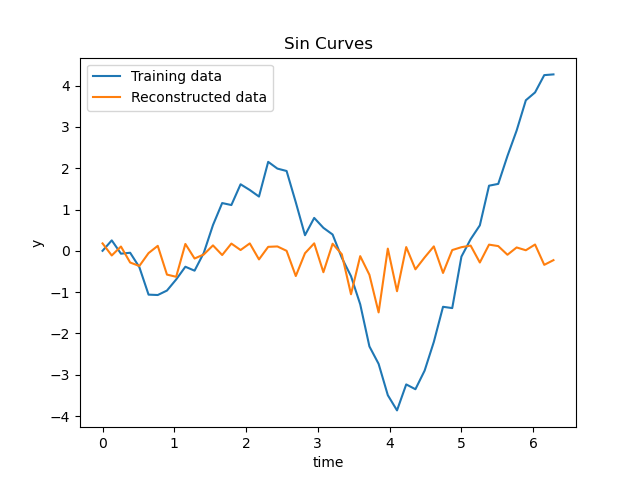 Sin Curves
Training data
Reconstructed data
4
3
2
1
0
−1
−2
−3
−4
y
0 1 2 3 4 5 6
time